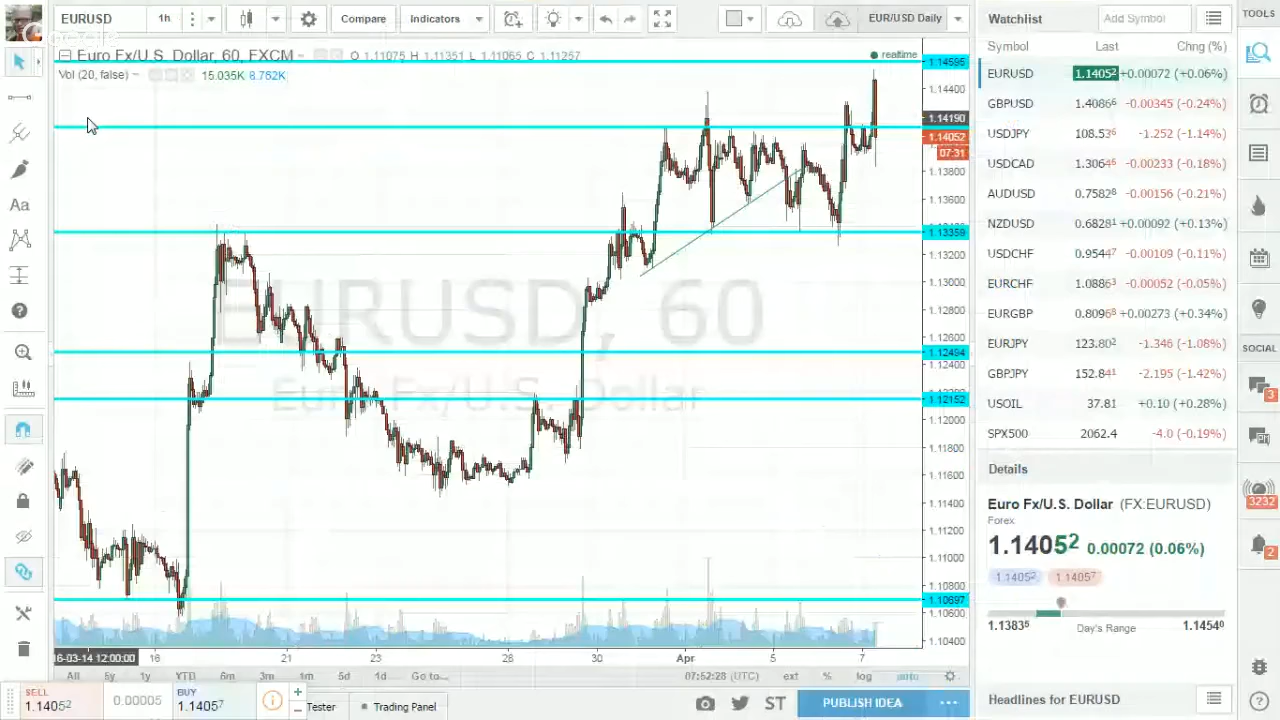 EURUSD 1h Compare Indicators EUR/USD Daily
Euro Fx/U.S. Dollar, 60, FXCM O 1.11075 H 1.11351 L 1.11065 C 1.11257
realtime
Vol (20, false) 15.035K 8.762K
EURUSD, 60
Euro Fx/U.S. Dollar
1.14595
1.14400
1.14190
1.14052
07:31
1.13800
1.13600
1.13359
1.13200
1.13000
1.12800
1.12600
1.12494
1.12152
1.12000
1.11800
1.11600
1.11400
1.11200
1.11000
1.10800
1.10697
1.10400
16-03-14 12:00:00 16 21 23 28 30 Apr 5 7
All 5y 1y YTD 6m 3m 1m 5d 1d Go to... 07:52:28 (UTC) ext % log auto
SELL
1.14052
0.00005
BUY
1.14057
Tester Trading Panel ST PUBLISH IDEA
Watchlist Add Symbol
Symbol Last Chng (%)
EURUSD 1.14052 +0.00072 (+0.06%)
GBPUSD 1.40866 -0.00345 (-0.24%)
USDJPY 108.536 -1.252 (-1.14%)
USDCAD 1.30646 -0.00233 (-0.18%)
AUDUSD 0.75828 -0.00156 (-0.21%)
NZDUSD 0.68281 +0.00092 (+0.13%)
USDCHF 0.95447 -0.00109 (-0.11%)
EURCHF 1.08863 -0.00052 (-0.05%)
EURGBP 0.80968 +0.00273 (+0.34%)
EURJPY 123.802 -1.346 (-1.08%)
GBPJPY 152.841 -2.195 (-1.42%)
USOIL 37.81 +0.10 (+0.28%)
SPX500 2062.4 -4.0 (-0.19%)
Details
Euro Fx/U.S. Dollar (FX:EURUSD)
Forex
1.14052 0.00072 (0.06%)
1.14052 1.14057
1.13835 Day's Range 1.14540
Headlines for EURUSD
TOOLS
SOCIAL
3
3232
2
Aa
Google